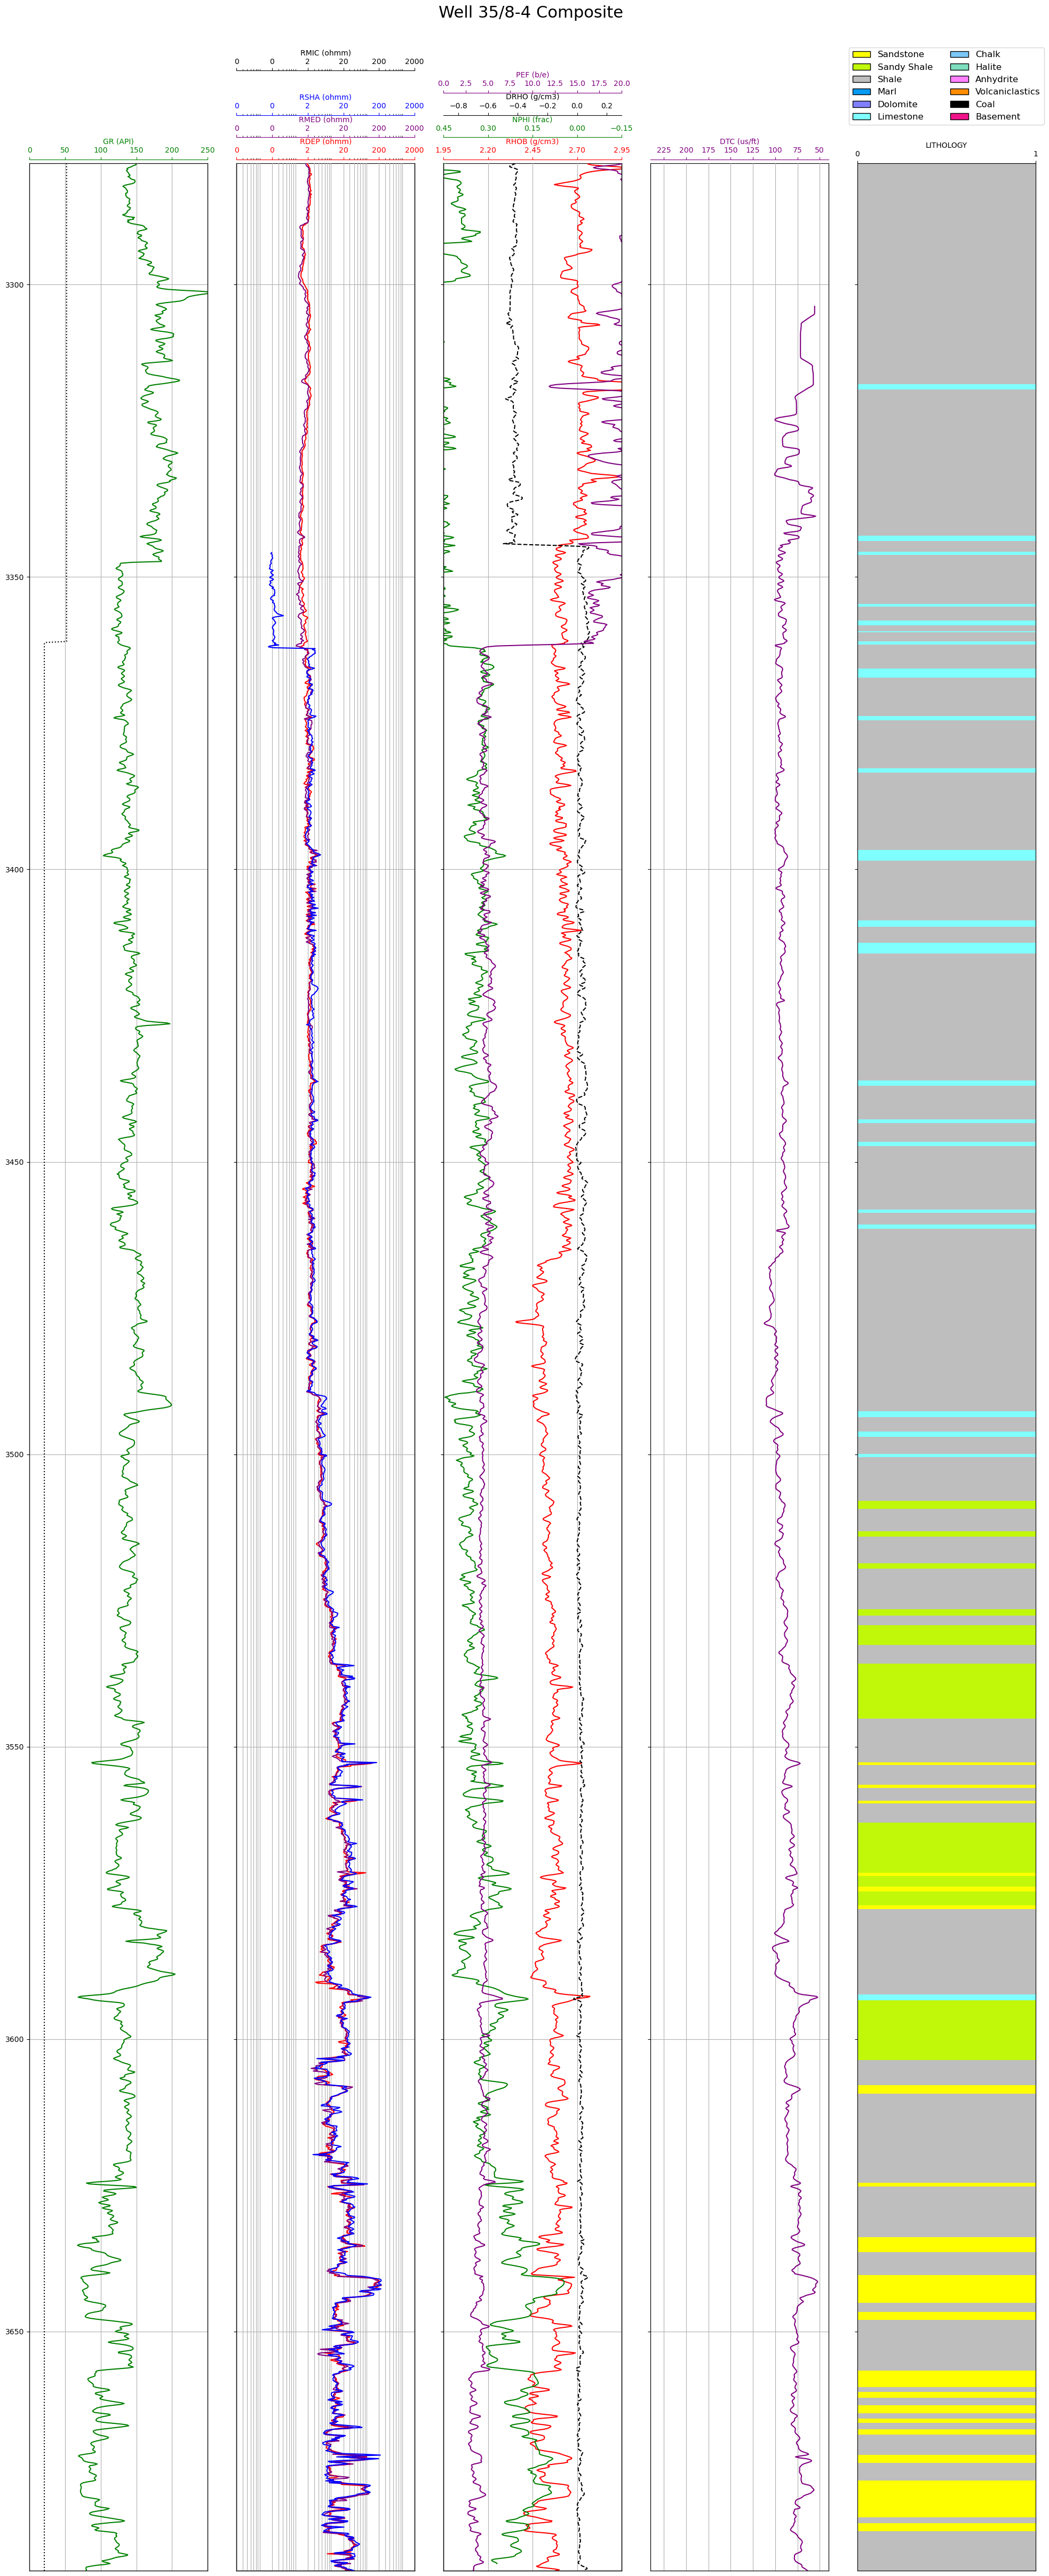 Well 35/8-4 Composite
RMIC (ohmm)
0 0 2 20 200 2000
RSHA (ohmm)
0 0 2 20 200 2000
RMED (ohmm)
0 0 2 20 200 2000
RDEP (ohmm)
0 0 2 20 200 2000
PEF (b/e)
0.0 2.5 5.0 7.5 10.0 12.5 15.0 17.5 20.0
DRHO (g/cm3)
−0.8 −0.6 −0.4 −0.2 0.0 0.2
NPHI (frac)
0.45 0.30 0.15 0.00 −0.15
RHOB (g/cm3)
1.95 2.20 2.45 2.70 2.95
GR (API)
0 50 100 150 200 250
DTC (us/ft)
225 200 175 150 125 100 75 50
Sandstone
Sandy Shale
Shale
Marl
Dolomite
Limestone
Chalk
Halite
Anhydrite
Volcaniclastics
Coal
Basement
LITHOLOGY
0 1
3300
3350
3400
3450
3500
3550
3600
3650